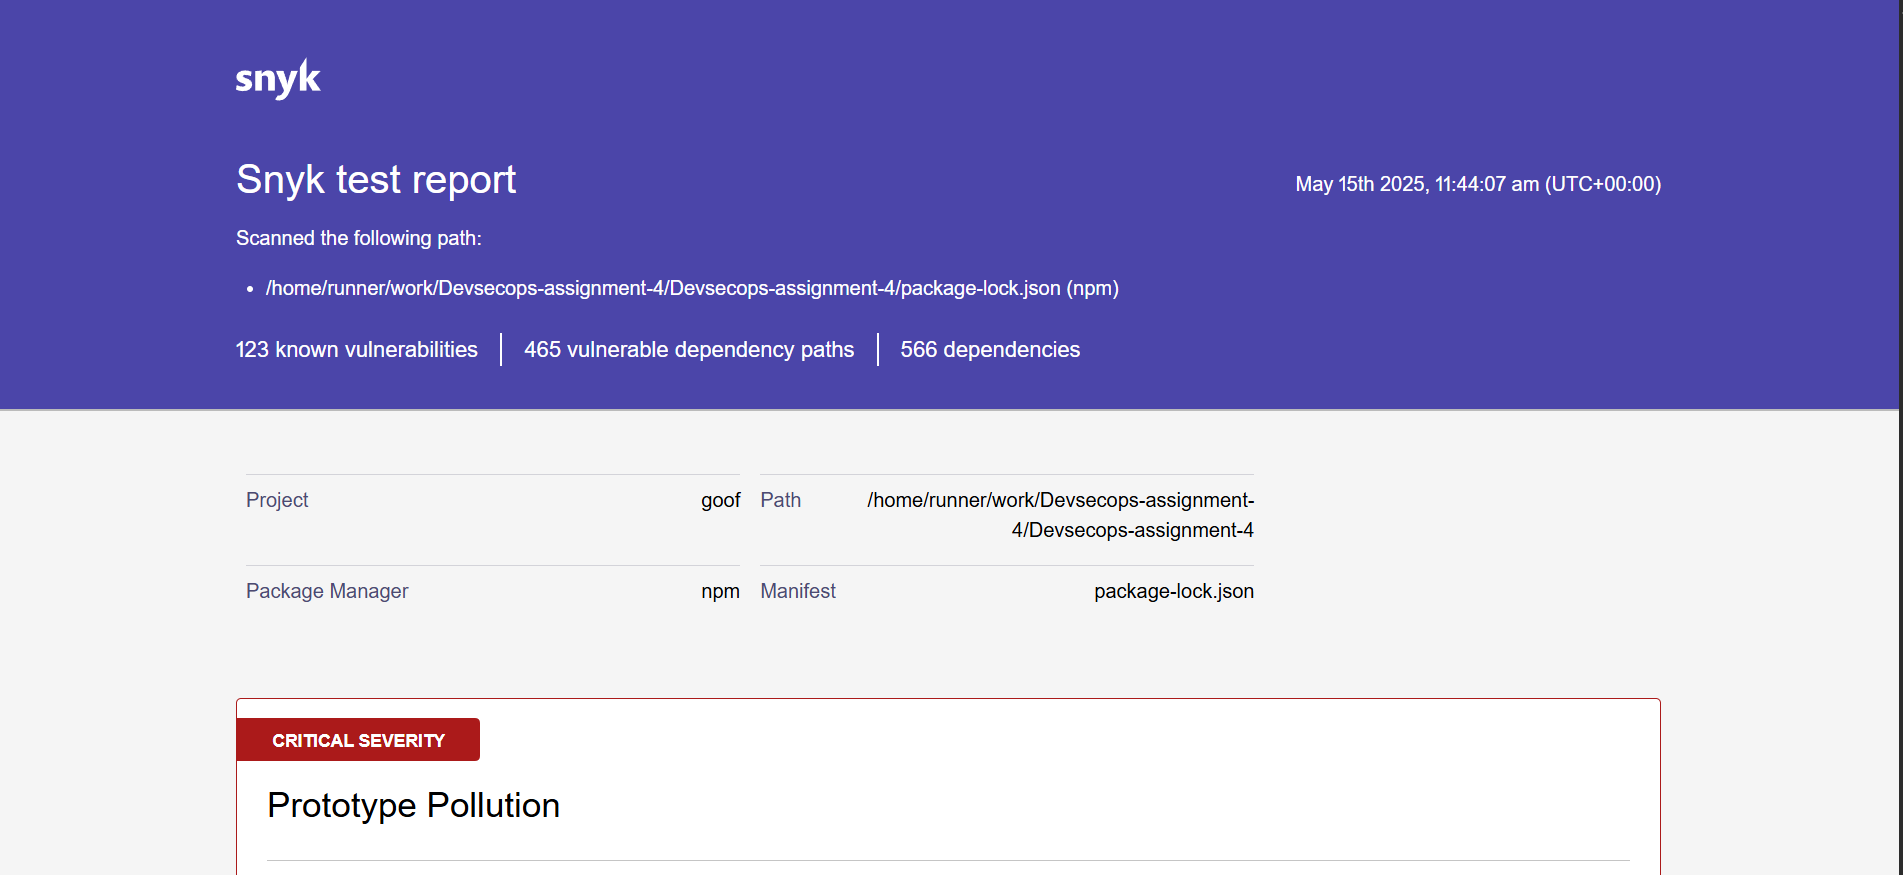 snyk
Snyk test report
May 15th 2025, 11:44:07 am (UTC+00:00)
Scanned the following path:
• /home/runner/work/Devsecops-assignment-4/Devsecops-assignment-4/package-lock.json (npm)
123 known vulnerabilities | 465 vulnerable dependency paths | 566 dependencies
Project goof Path /home/runner/work/Devsecops-assignment-
4/Devsecops-assignment-4
Package Manager npm Manifest package-lock.json
CRITICAL SEVERITY
Prototype Pollution